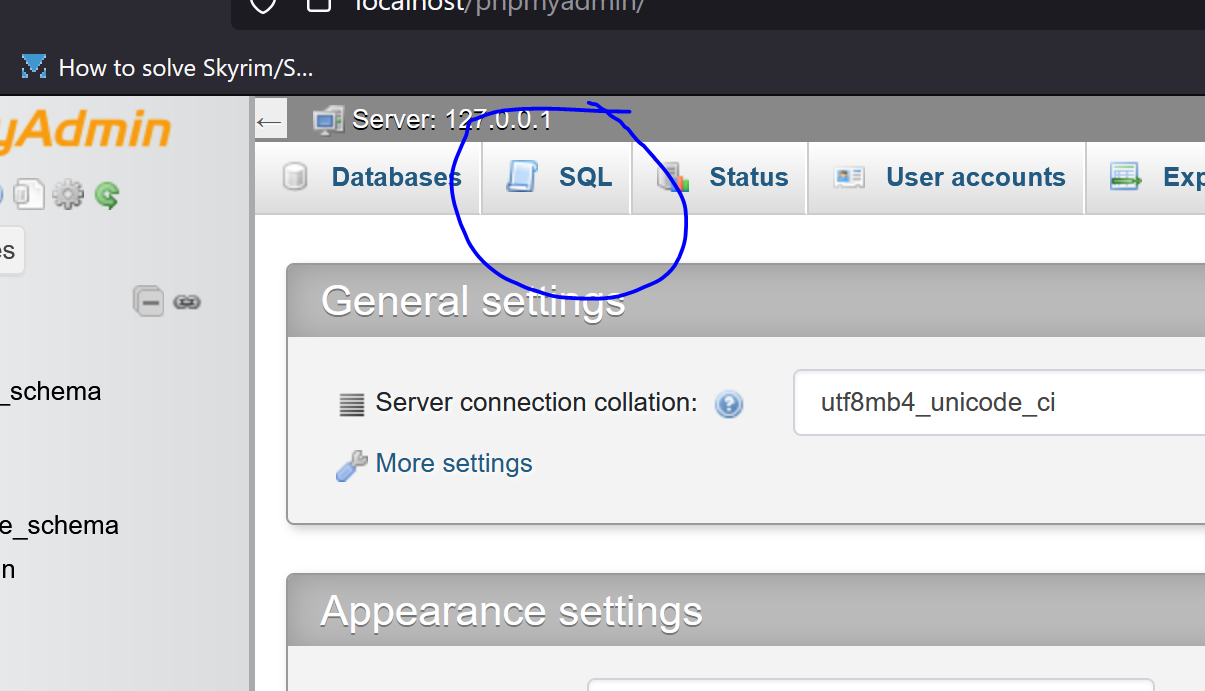 localhost/phpmyadmin/
How to solve Skyrim/S...
yAdmin
Server: 127.0.0.1
Databases
SQL
Status
User accounts
Exp
es
General settings
_schema
Server connection collation:
utf8mb4_unicode_ci
More settings
e_schema
n
Appearance settings